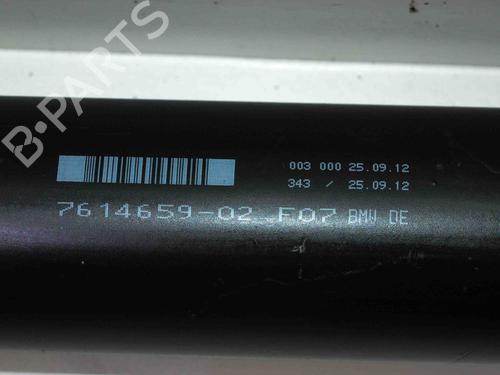 B-PARTS
003 000 25.09.12
343 / 25.09.12
7614659-02 F07 BMW DE